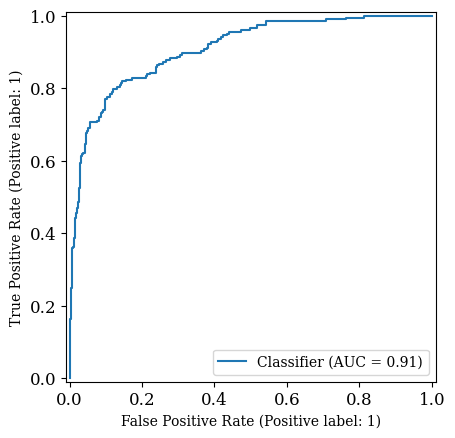 1.0
0.8
0.6
0.4
0.2
0.0
True Positive Rate (Positive label: 1)
Classifier (AUC = 0.91)
0.0 0.2 0.4 0.6 0.8 1.0
False Positive Rate (Positive label: 1)